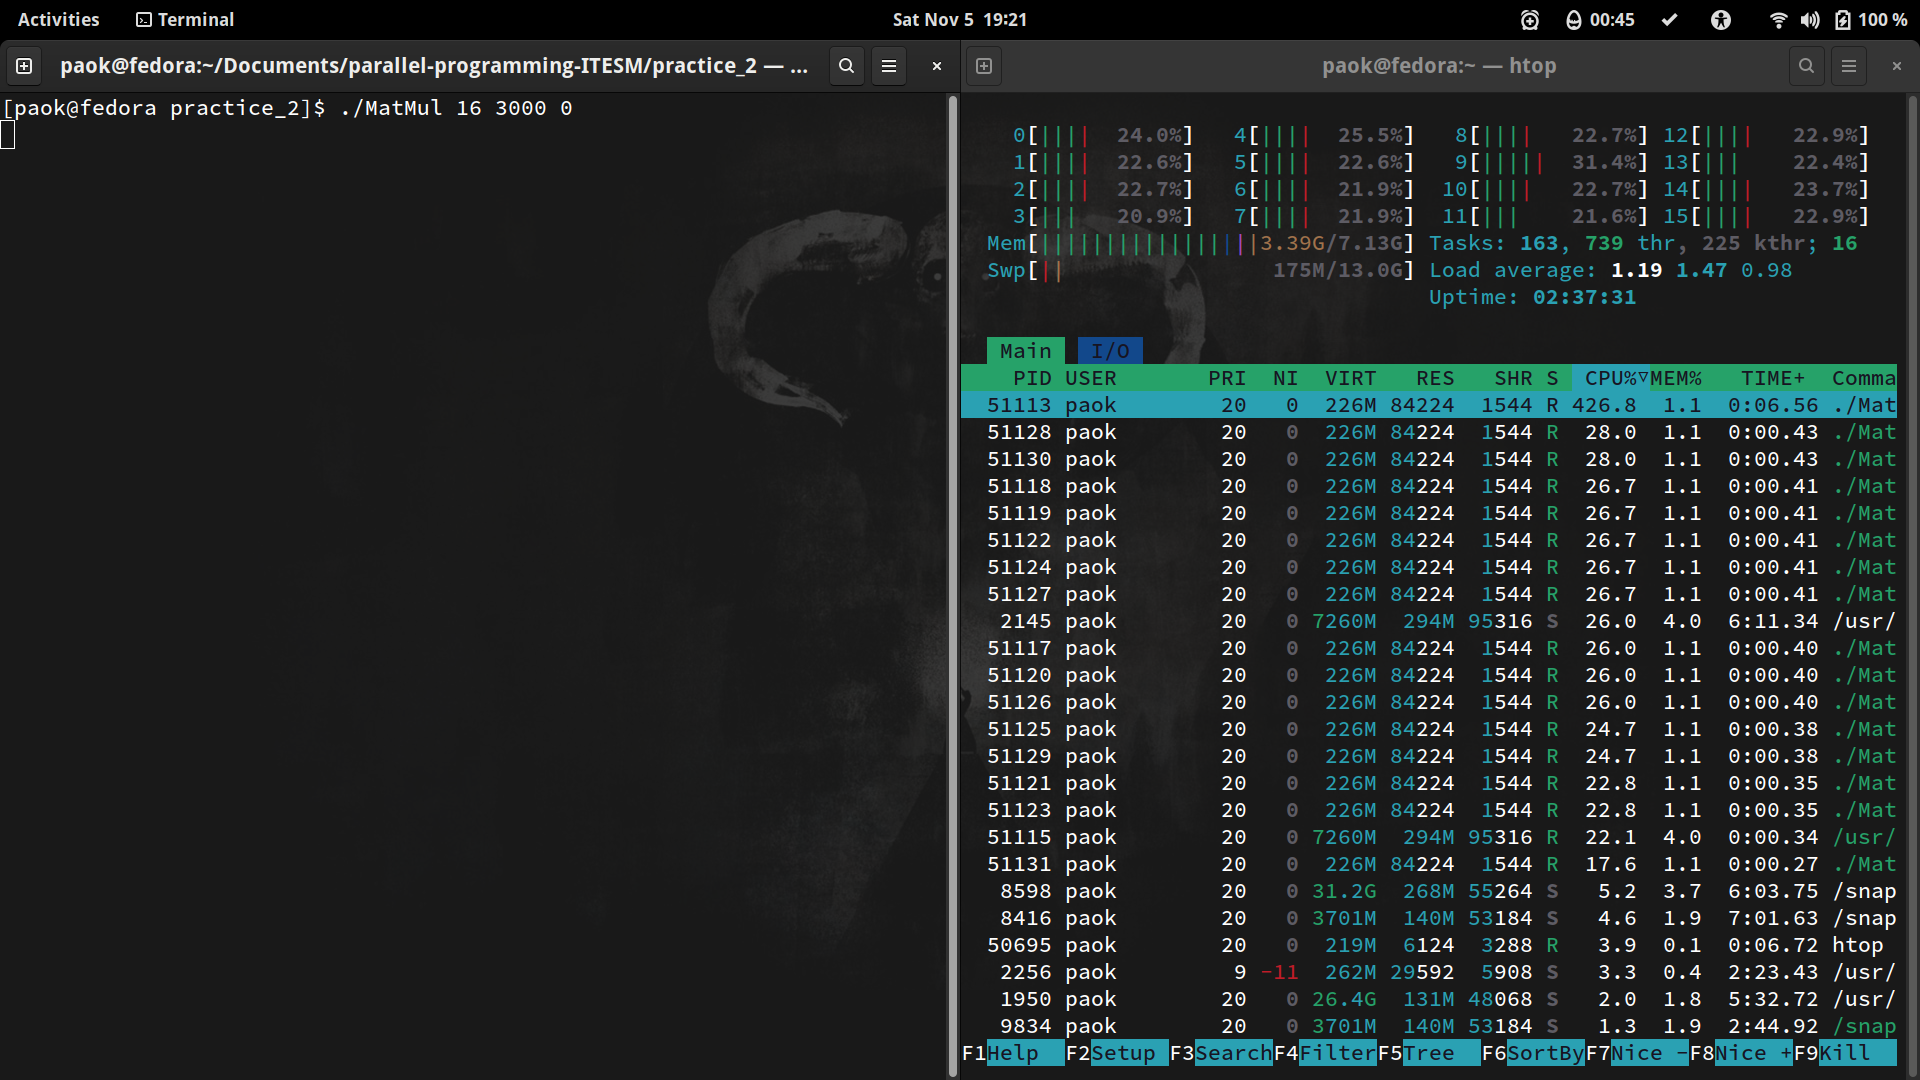 Activities Terminal Sat Nov 5 19:21 00:45 100 %
paok@fedora:~/Documents/parallel-programming-ITESM/practice_2 — ...
[paok@fedora practice_2]$ ./MatMul 16 3000 0
paok@fedora:~ — htop
0[|||| 24.0%] 4[|||| 25.5%] 8[|||| 22.7%] 12[|||| 22.9%]
1[|||| 22.6%] 5[|||| 22.6%] 9[||||| 31.4%] 13[||| 22.4%]
2[|||| 22.7%] 6[|||| 21.9%] 10[|||| 22.7%] 14[|||| 23.7%]
3[||| 20.9%] 7[|||| 21.9%] 11[||| 21.6%] 15[|||| 22.9%]
Mem[|||||||||||||||||3.39G/7.13G] Tasks: 163, 739 thr, 225 kthr; 16
Swp[|| 175M/13.0G] Load average: 1.19 1.47 0.98
Uptime: 02:37:31
Main I/O
PID USER PRI NI VIRT RES SHR S CPU%▽MEM% TIME+ Comma
51113 paok 20 0 226M 84224 1544 R 426.8 1.1 0:06.56 ./Mat
51128 paok 20 0 226M 84224 1544 R 28.0 1.1 0:00.43 ./Mat
51130 paok 20 0 226M 84224 1544 R 28.0 1.1 0:00.43 ./Mat
51118 paok 20 0 226M 84224 1544 R 26.7 1.1 0:00.41 ./Mat
51119 paok 20 0 226M 84224 1544 R 26.7 1.1 0:00.41 ./Mat
51122 paok 20 0 226M 84224 1544 R 26.7 1.1 0:00.41 ./Mat
51124 paok 20 0 226M 84224 1544 R 26.7 1.1 0:00.41 ./Mat
51127 paok 20 0 226M 84224 1544 R 26.7 1.1 0:00.41 ./Mat
2145 paok 20 0 7260M 294M 95316 S 26.0 4.0 6:11.34 /usr/
51117 paok 20 0 226M 84224 1544 R 26.0 1.1 0:00.40 ./Mat
51120 paok 20 0 226M 84224 1544 R 26.0 1.1 0:00.40 ./Mat
51126 paok 20 0 226M 84224 1544 R 26.0 1.1 0:00.40 ./Mat
51125 paok 20 0 226M 84224 1544 R 24.7 1.1 0:00.38 ./Mat
51129 paok 20 0 226M 84224 1544 R 24.7 1.1 0:00.38 ./Mat
51121 paok 20 0 226M 84224 1544 R 22.8 1.1 0:00.35 ./Mat
51123 paok 20 0 226M 84224 1544 R 22.8 1.1 0:00.35 ./Mat
51115 paok 20 0 7260M 294M 95316 R 22.1 4.0 0:00.34 /usr/
51131 paok 20 0 226M 84224 1544 R 17.6 1.1 0:00.27 ./Mat
8598 paok 20 0 31.2G 268M 55264 S 5.2 3.7 6:03.75 /snap
8416 paok 20 0 3701M 140M 53184 S 4.6 1.9 7:01.63 /snap
50695 paok 20 0 219M 6124 3288 R 3.9 0.1 0:06.72 htop
2256 paok 9 -11 262M 29592 5908 S 3.3 0.4 2:23.43 /usr/
1950 paok 20 0 26.4G 131M 48068 S 2.0 1.8 5:32.72 /usr/
9834 paok 20 0 3701M 140M 53184 S 1.3 1.9 2:44.92 /snap
F1Help F2Setup F3SearchF4FilterF5Tree F6SortByF7Nice -F8Nice +F9Kill